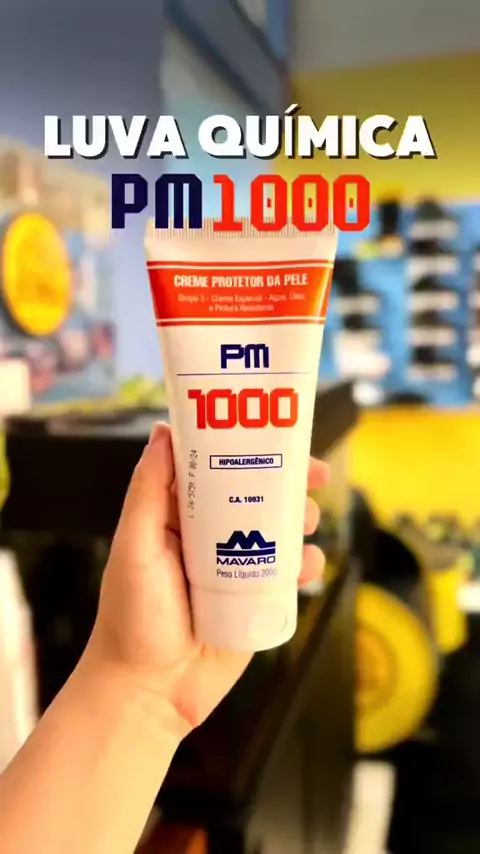 LUVA QUÍMICA
PM1000
CREME PROTETOR DA PELE
Grupo 3 - Creme Especial - Água, Óleo
e Pintura Resistente
PM
1000
HIPOALERGÊNICO
C.A. 10931
MAVARO
Peso Líquido 200g